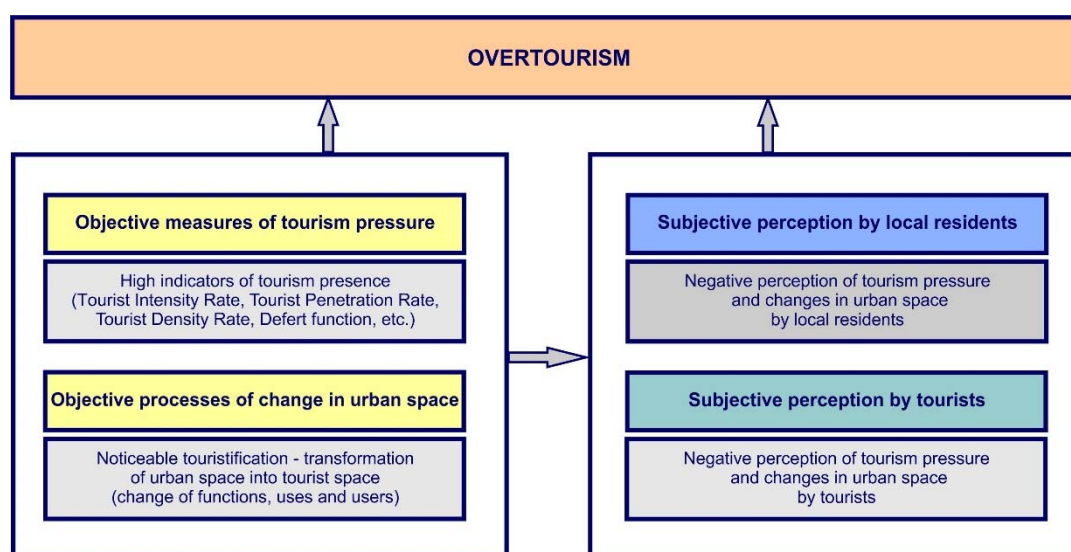 OVERTOURISM
Objective measures of tourism pressure
High indicators of tourism presence
(Tourist Intensity Rate, Tourist Penetration Rate,
Tourist Density Rate, Defert function, etc.)
Objective processes of change in urban space
Noticeable touristification - transformation
of urban space into tourist space
(change of functions, uses and users)
Subjective perception by local residents
Negative perception of tourism pressure
and changes in urban space
by local residents
Subjective perception by tourists
Negative perception of tourism pressure
and changes in urban space
by tourists